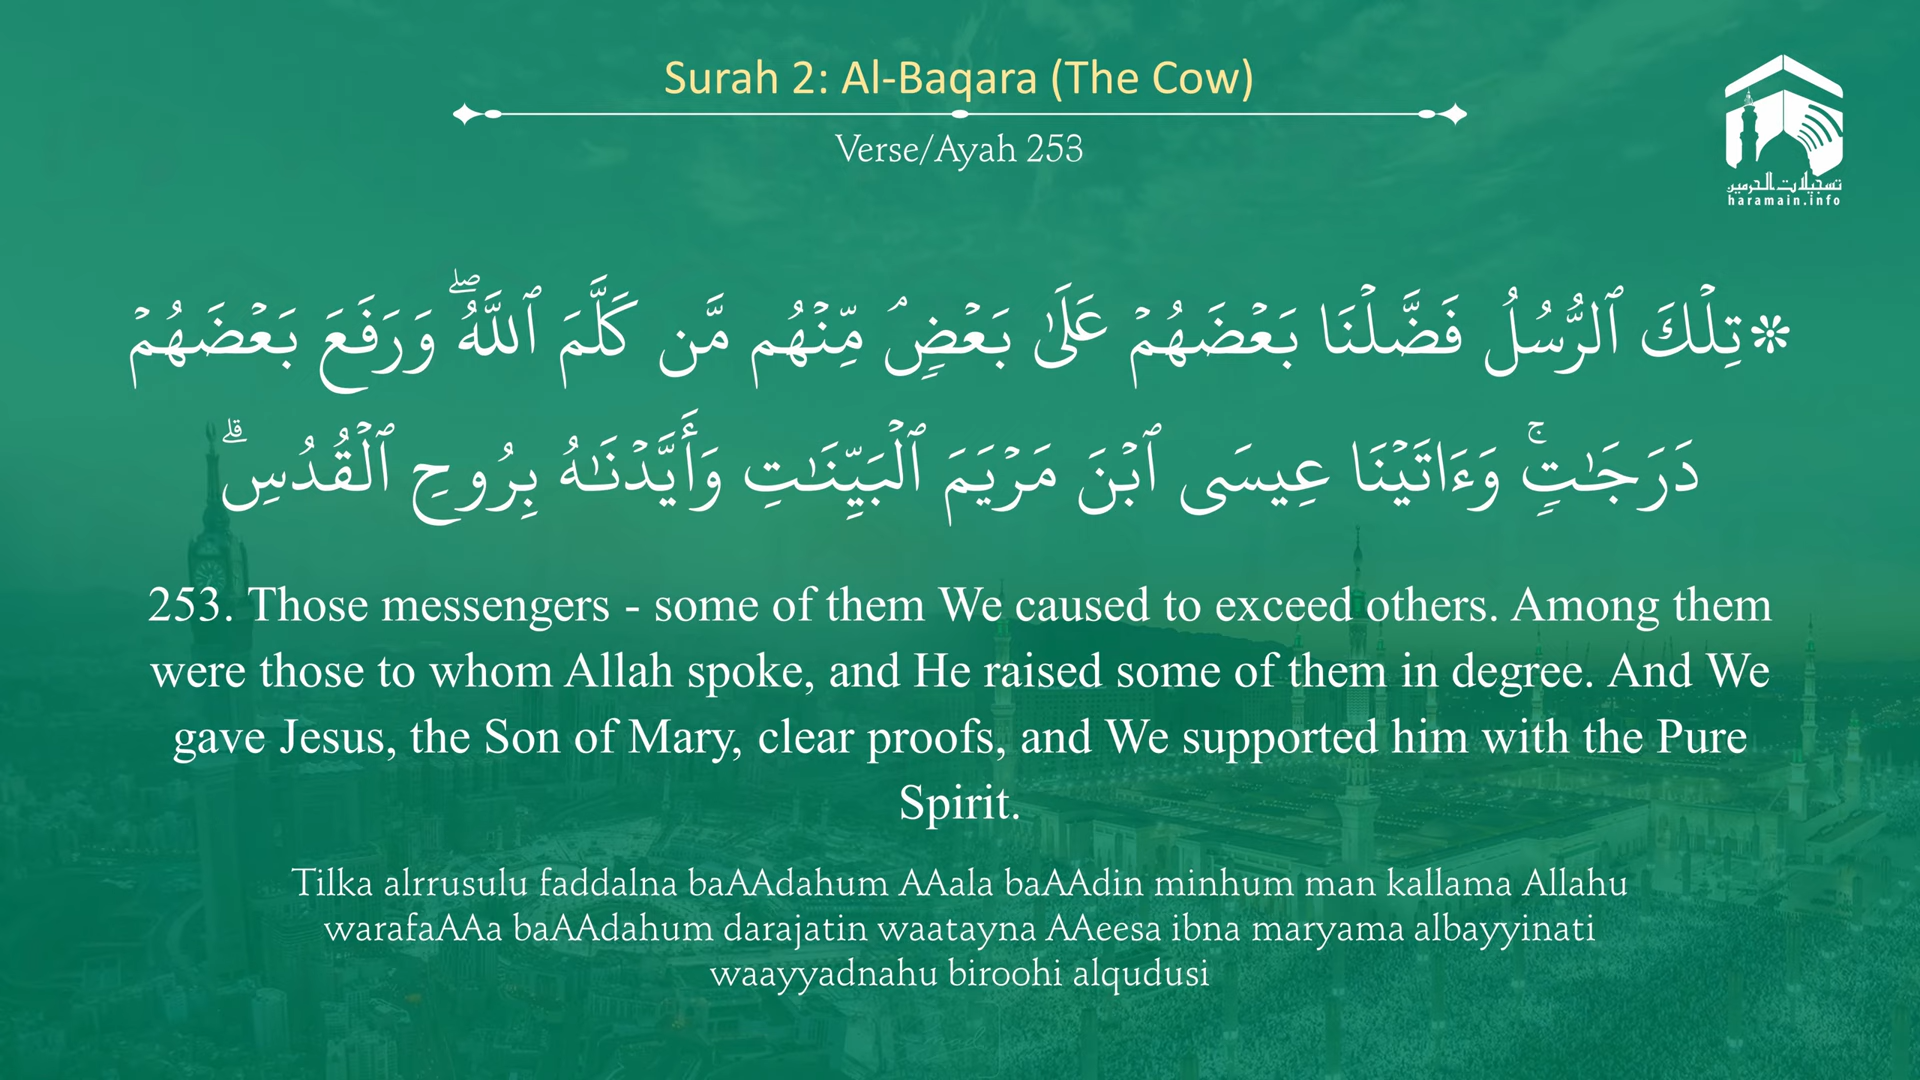 Surah 2: Al-Baqara (The Cow)
Verse/Ayah 253
تسجيلات الحرمين
haramain.info
۞تِلۡكَ ٱلرُّسُلُ فَضَّلۡنَا بَعۡضَهُمۡ عَلَىٰ بَعۡضٖۘ مِّنۡهُم مَّن كَلَّمَ ٱللَّهُۖ وَرَفَعَ بَعۡضَهُمۡ
دَرَجَٰتٖۚ وَءَاتَيۡنَا عِيسَى ٱبۡنَ مَرۡيَمَ ٱلۡبَيِّنَٰتِ وَأَيَّدۡنَٰهُ بِرُوحِ ٱلۡقُدُسِۗ
253. Those messengers - some of them We caused to exceed others. Among them
were those to whom Allah spoke, and He raised some of them in degree. And We
gave Jesus, the Son of Mary, clear proofs, and We supported him with the Pure
Spirit.
Tilka alrrusulu faddalna baAAdahum AAala baAAdin minhum man kallama Allahu
warafaAAa baAAdahum darajatin waatayna AAeesa ibna maryama albayyinati
waayyadnahu biroohi alqudusi